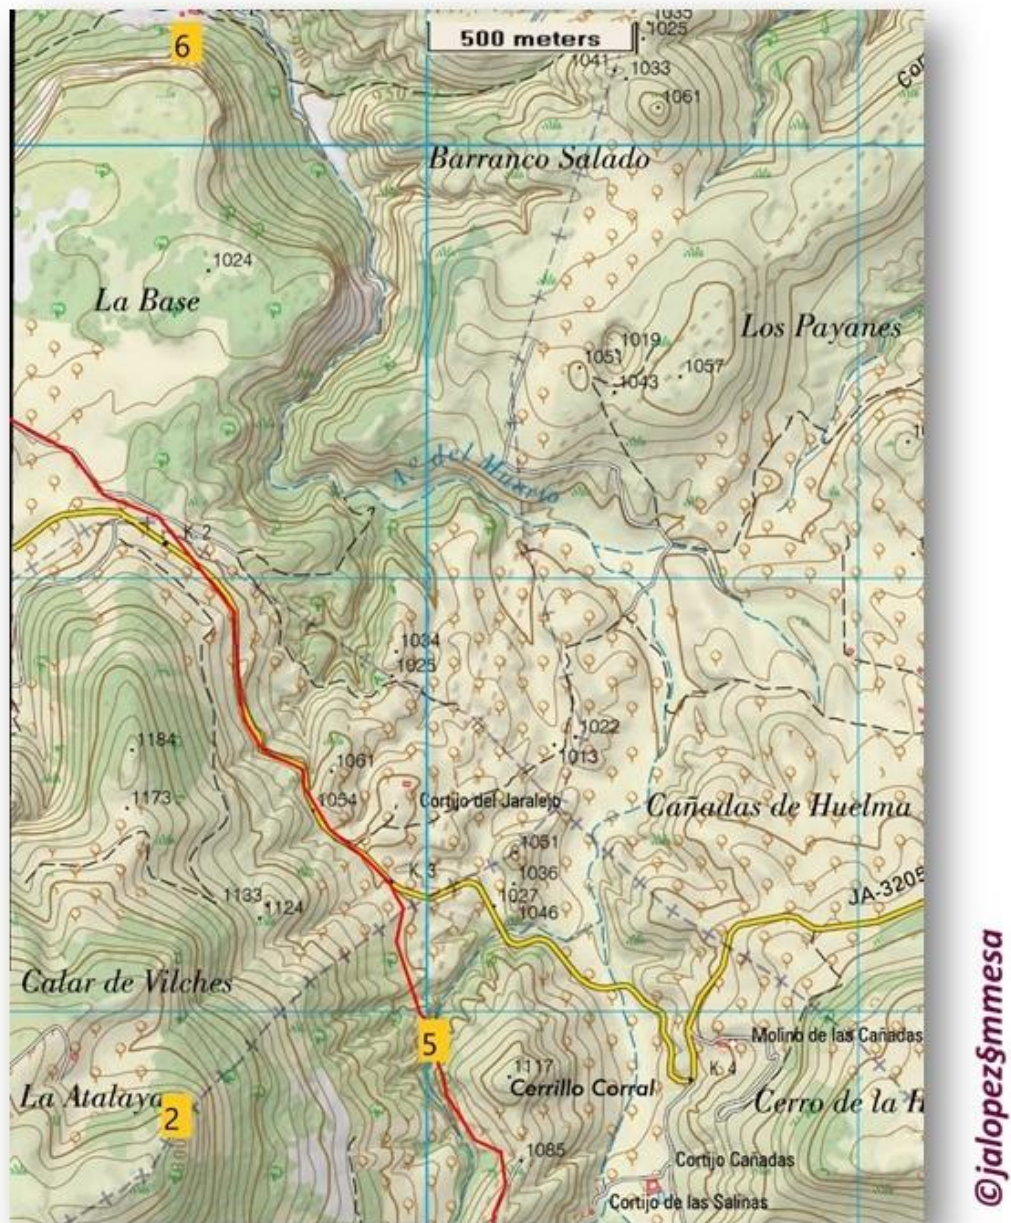 6
500 meters
1035
1025
1041
1033
1061
Barranco Salado
1024
La Base
Los Payanes
1019
1051
1057
1043
K. 2
1034
1025
1184
1022
1013
1061
1173
1054
Cortijo del Jaralejo
Cañadas de Huelma
1051
K. 3
1036
1027
JA-3205
1133
1124
1046
Calar de Vilches
5
Molino de las Cañadas
1117
K. 4
La Atalaya
2
Cerrillo Corral
Cerro de la H
1085
Cortijo Cañadas
Cortijo de las Salinas
©jalopez§mmesa